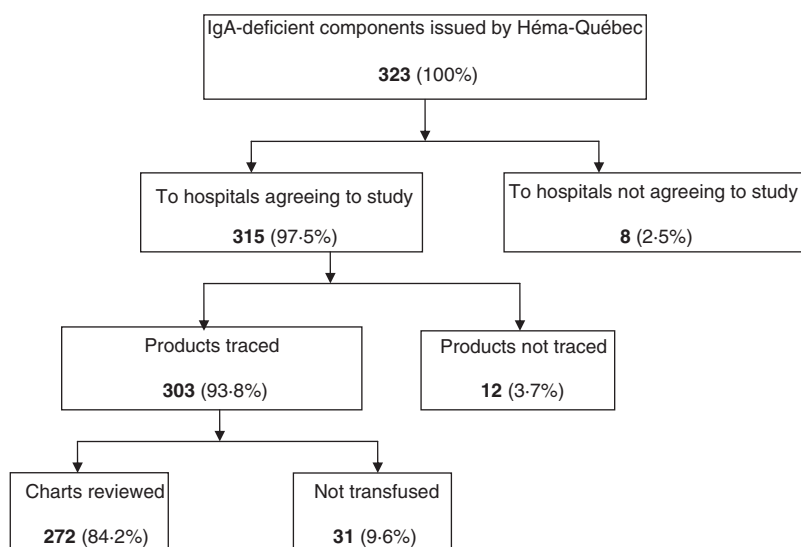 IgA-deficient components issued by Héma-Québec
323 (100%)
To hospitals agreeing to study
315 (97·5%)
To hospitals not agreeing to study
8 (2·5%)
Products traced
303 (93·8%)
Products not traced
12 (3·7%)
Charts reviewed
272 (84·2%)
Not transfused
31 (9·6%)